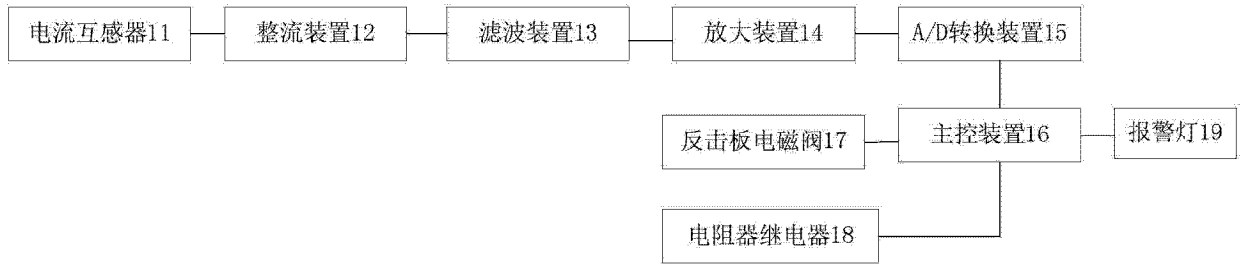 电流互感器11
整流装置12
滤波装置13
放大装置14
A/D转换装置15
反击板电磁阀17
主控装置16
报警灯19
电阻器继电器18